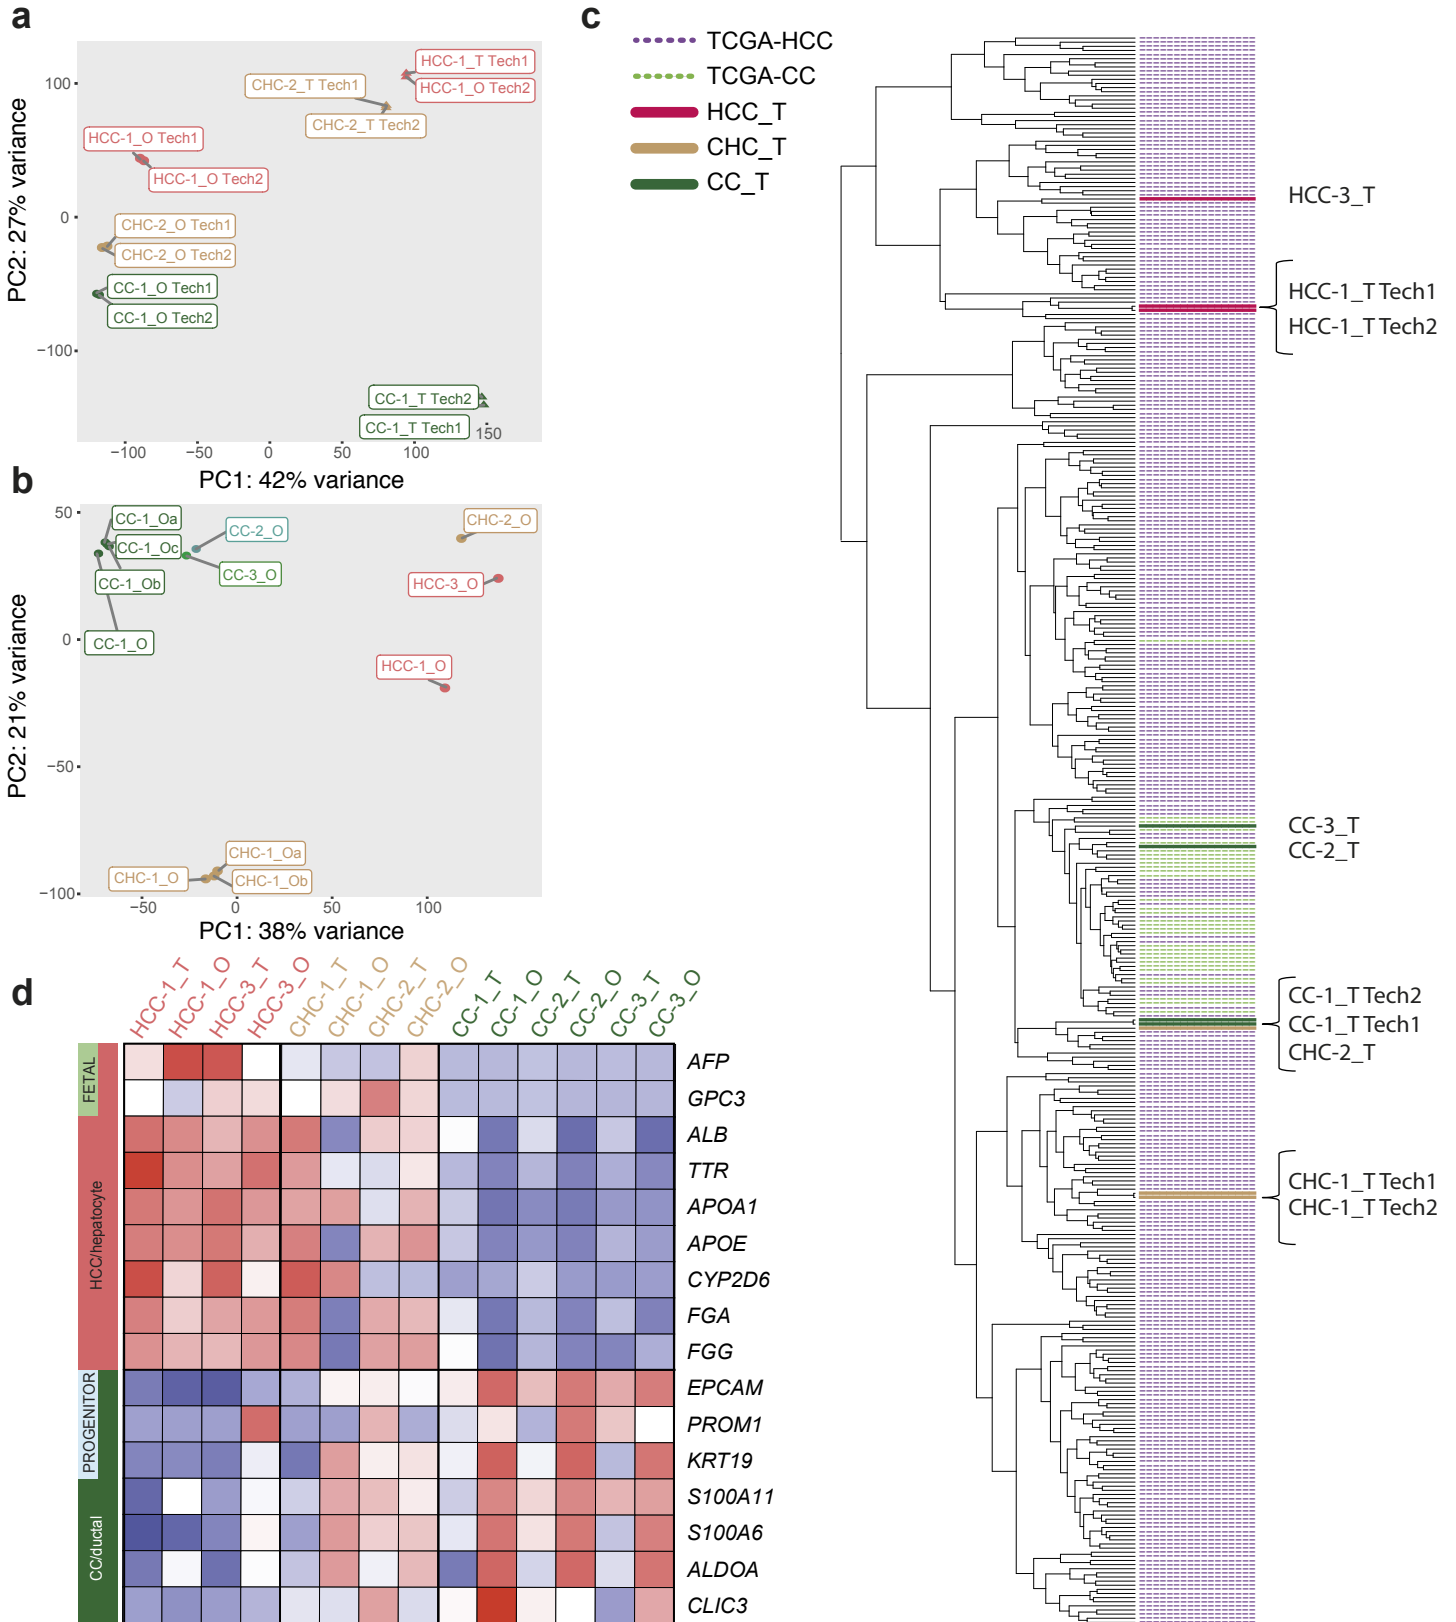 a
100
0
−100
−100
−50
0
50
100
150
PC2: 27% variance
PC1: 42% variance
HCC-1_T Tech1
HCC-1_O Tech2
CHC-2_T Tech1
CHC-2_T Tech2
HCC-1_O Tech1
HCC-1_O Tech2
CHC-2_O Tech1
CHC-2_O Tech2
CC-1_O Tech1
CC-1_O Tech2
CC-1_T Tech2
CC-1_T Tech1
b
50
0
−50
−100
−50
0
50
100
PC2: 21% variance
PC1: 38% variance
CC-1_Oa
CC-1_Oc
CC-1_Ob
CC-1_O
CC-2_O
CC-3_O
CHC-2_O
HCC-3_O
HCC-1_O
CHC-1_Oa
CHC-1_O
CHC-1_Ob
c
TCGA-HCC
TCGA-CC
HCC_T
CHC_T
CC_T
HCC-3_T
HCC-1_T Tech1
HCC-1_T Tech2
CC-3_T
CC-2_T
CC-1_T Tech2
CC-1_T Tech1
CHC-2_T
CHC-1_T Tech1
CHC-1_T Tech2
d
HCC-1_T
HCC-1_O
HCC-3_T
HCC-3_O
CHC-1_T
CHC-1_O
CHC-2_T
CHC-2_O
CC-1_T
CC-1_O
CC-2_T
CC-2_O
CC-3_T
CC-3_O
FETAL
HCC/hepatocyte
PROGENITOR
CC/ductal
AFP
GPC3
ALB
TTR
APOA1
APOE
CYP2D6
FGA
FGG
EPCAM
PROM1
KRT19
S100A11
S100A6
ALDOA
CLIC3